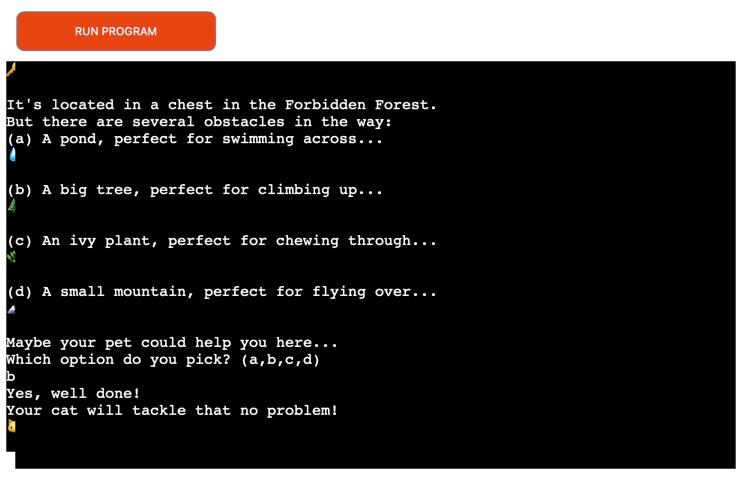 RUN PROGRAM
It's located in a chest in the Forbidden Forest.
But there are several obstacles in the way:
(a) A pond, perfect for swimming across...
(b) A big tree, perfect for climbing up...
(c) An ivy plant, perfect for chewing through...
(d) A small mountain, perfect for flying over...
Maybe your pet could help you here...
Which option do you pick? (a,b,c,d)
b
Yes, well done!
Your cat will tackle that no problem!